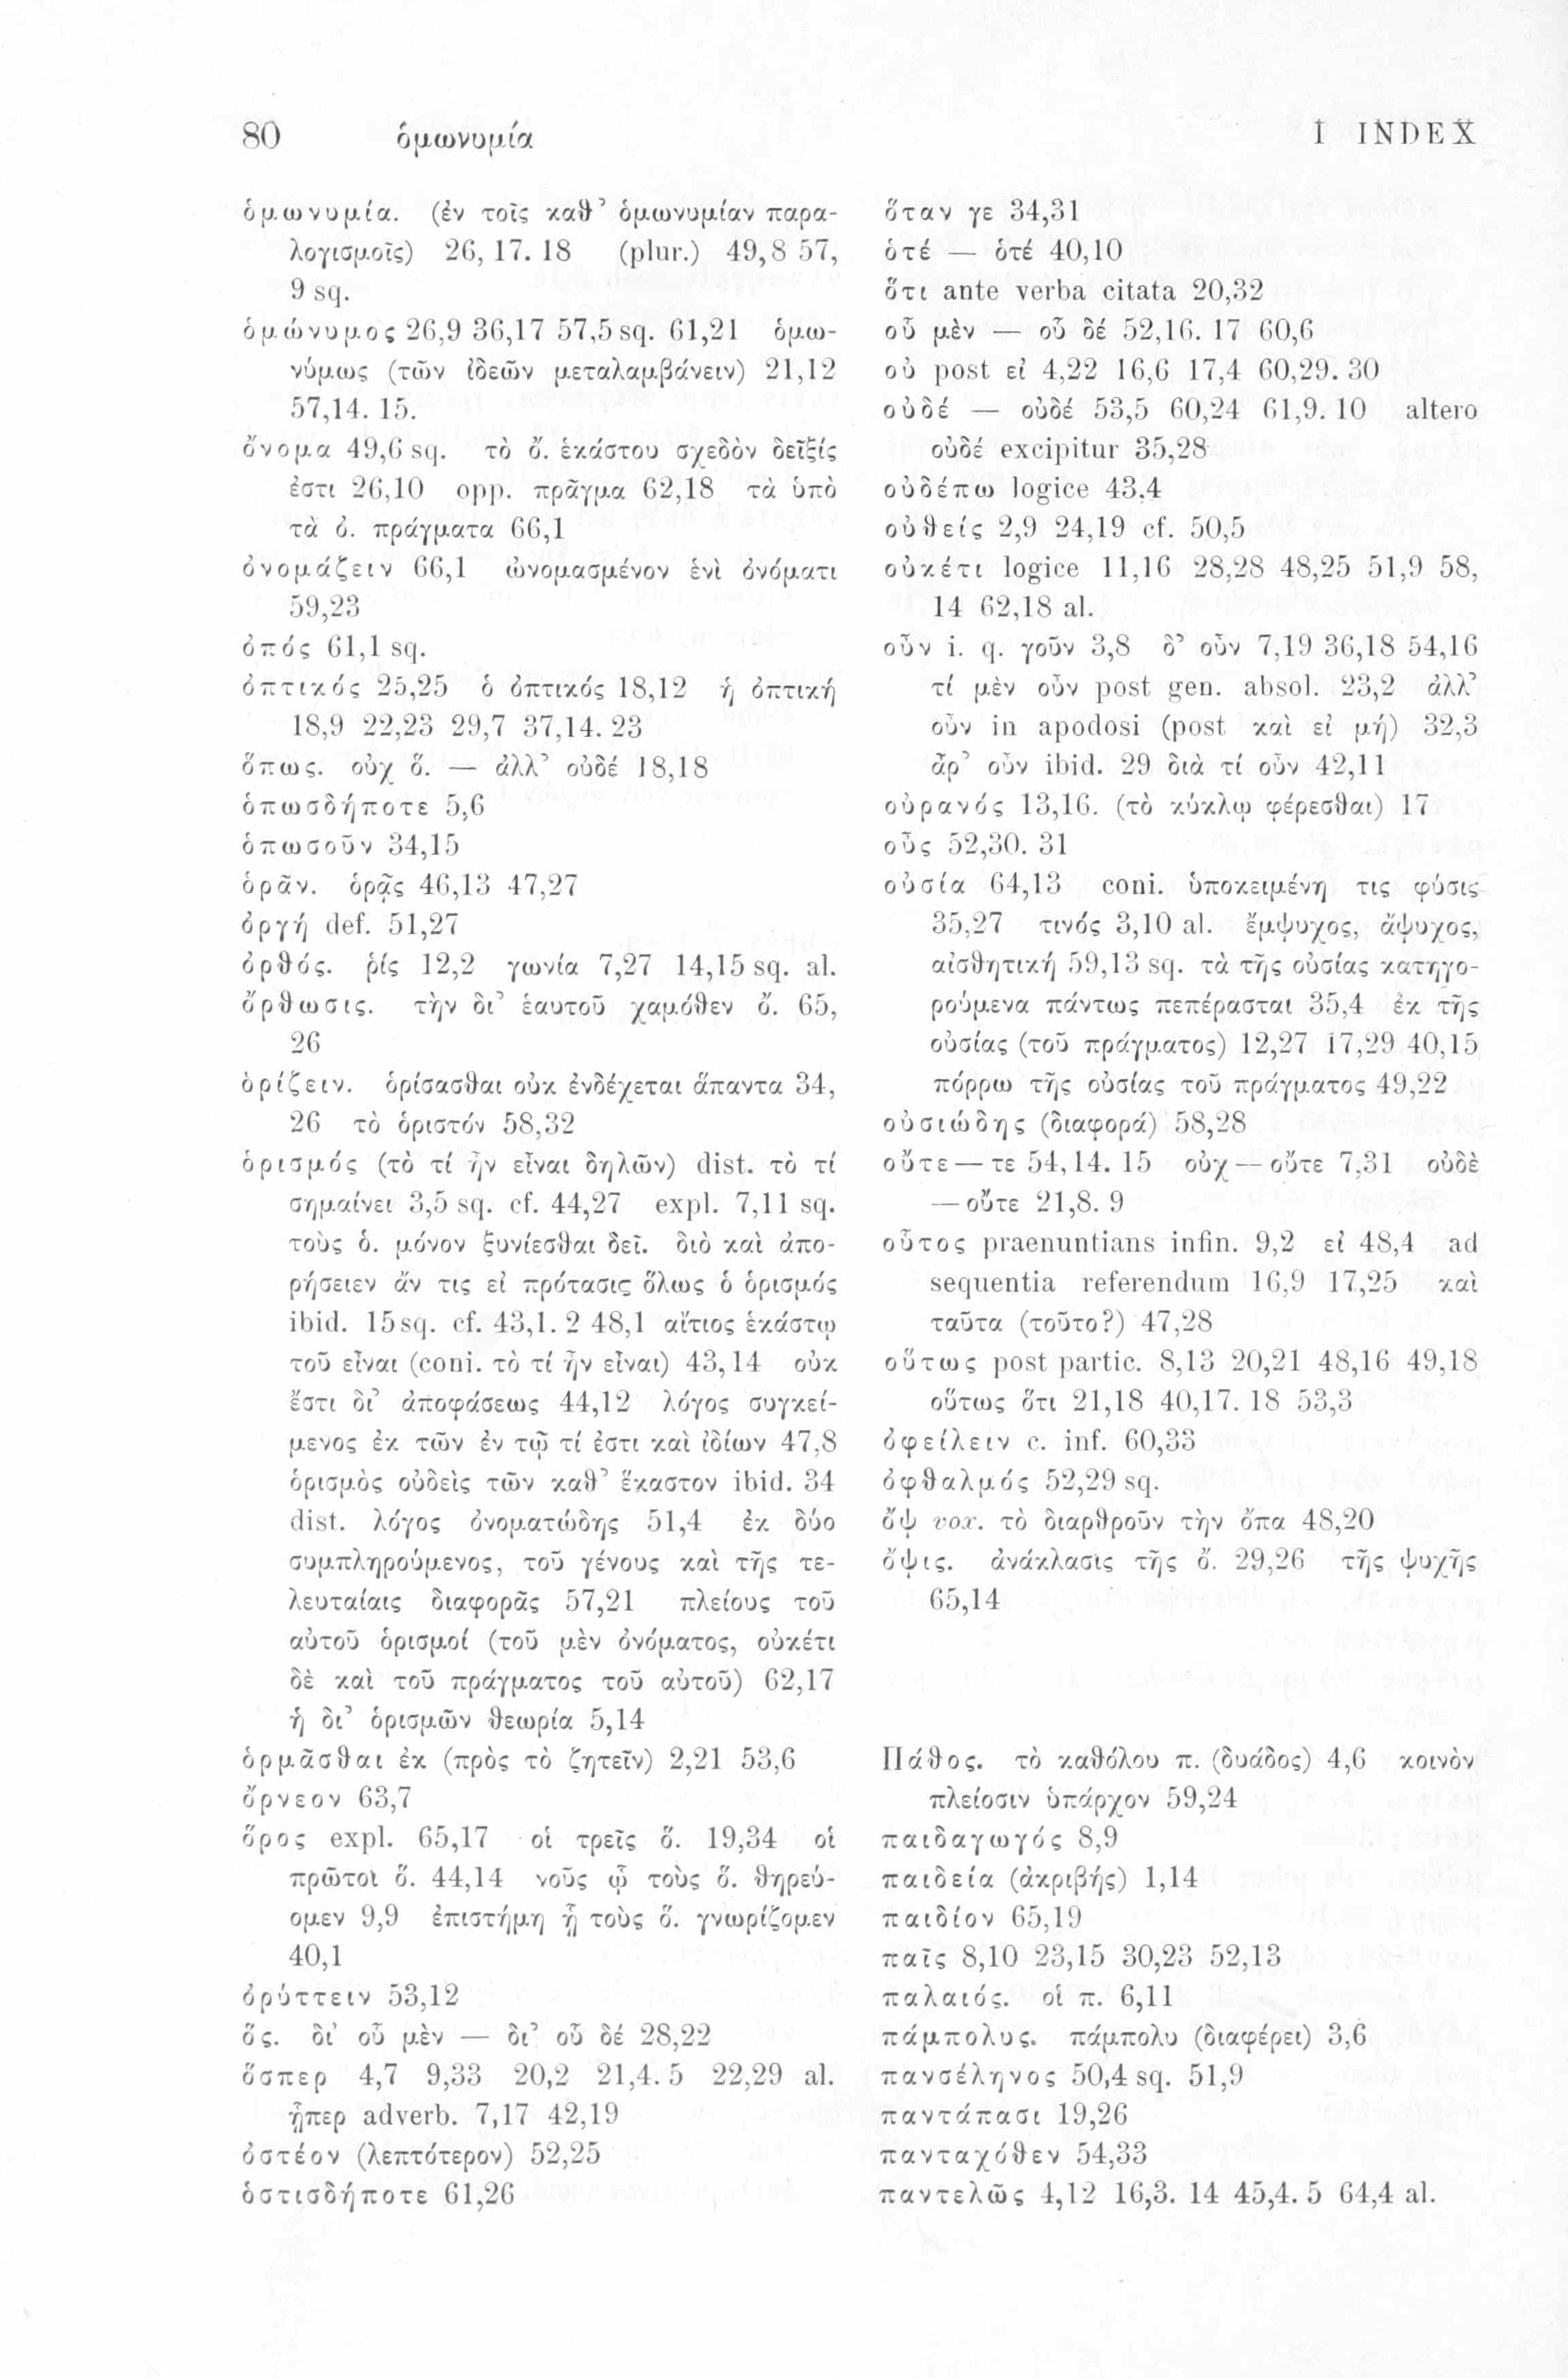 80 ὁμωνυμία I INDEX
ὁμωνυμία. (ἐν τοῖς καθ’ ὁμωνυμίαν παρα-
λογισμοῖς) 26, 17. 18 (plur.) 49,8 57,
9 sq.
ὁμώνυμος 26,9 36,17 57,5 sq. 61,21 ὁμω-
νύμως (τῶν ἰδεῶν μεταλαμβάνειν) 21,12
57,14. 15.
ὄνομα 49,6 sq. τὸ ὄ. ἑκάστου σχεδὸν δεῖξίς
ἐστι 26,10 opp. πρᾶγμα 62,18 τὰ ὑπὸ
τὰ ὀ. πράγματα 66,1
ὀνομάζειν 66,1 ὠνομασμένον ἑνὶ ὀνόματι
59,23
ὀπός 61,1 sq.
ὀπτικός 25,25 ὁ ὀπτικός 18,12 ἡ ὀπτική
18,9 22,23 29,7 37,14. 23
ὅπως. οὐχ ὅ. — ἀλλ’ οὐδέ 18,18
ὁπωσδήποτε 5,6
ὁπωσοῦν 34,15
ὁρᾶν. ὁρᾷς 46,13 47,27
ὀργή def. 51,27
ὀρθός. ῥίς 12,2 γωνία 7,27 14,15 sq. al.
ὄρθωσις. τὴν δι’ ἑαυτοῦ χαμόθεν ὄ. 65,
26
ὁρίζειν. ὁρίσασθαι οὐκ ἐνδέχεται ἅπαντα 34,
26 τὸ ὁριστόν 58,32
ὁρισμός (τὸ τί ἦν εἶναι δηλῶν) dist. τὸ τί
σημαίνει 3,5 sq. cf. 44,27 expl. 7,11 sq.
τοὺς ὁ. μόνον ξυνίεσθαι δεῖ. διὸ καὶ ἀπο-
ρήσειεν ἄν τις εἰ πρότασις ὅλως ὁ ὁρισμός
ibid. 15 sq. cf. 43,1. 2 48,1 αἴτιος ἑκάστῳ
τοῦ εἶναι (coni. τὸ τί ἦν εἶναι) 43,14 οὐκ
ἔστι δι’ ἀποφάσεως 44,12 λόγος συγκεί-
μενος ἐκ τῶν ἐν τῷ τί ἐστι καὶ ἰδίων 47,8
ὁρισμὸς οὐδεὶς τῶν καθ’ ἕκαστον ibid. 34
dist. λόγος ὀνοματώδης 51,4 ἐκ δύο
συμπληρούμενος, τοῦ γένους καὶ τῆς τε-
λευταίαις διαφορᾶς 57,21 πλείους τοῦ
αὐτοῦ ὁρισμοί (τοῦ μὲν ὀνόματος, οὐκέτι
δὲ καὶ τοῦ πράγματος τοῦ αὐτοῦ) 62,17
ἡ δι’ ὁρισμῶν θεωρία 5,14
ὁρμᾶσθαι ἐκ (πρὸς τὸ ζητεῖν) 2,21 53,6
ὄρνεον 63,7
ὅρος expl. 65,17 οἱ τρεῖς ὅ. 19,34 οἱ
πρῶτοι ὅ. 44,14 νοῦς ᾧ τοὺς ὅ. θηρεύ-
ομεν 9,9 ἐπιστήμη ᾗ τοὺς ὅ. γνωρίζομεν
40,1
ὀρύττειν 53,12
ὅς. δι’ οὗ μὲν — δι’ οὗ δέ 28,22
ὅσπερ 4,7 9,33 20,2 21,4. 5 22,29 al.
ᾗπερ adverb. 7,17 42,19
ὀστέον (λεπτότερον) 52,25
ὁστισδήποτε 61,26
ὅταν γε 34,31
ὁτέ — ὁτέ 40,10
ὅτι ante verba citata 20,32
οὗ μὲν — οὗ δέ 52,16. 17 60,6
οὐ post εἰ 4,22 16,6 17,4 60,29. 30
οὐδέ — οὐδέ 53,5 60,24 61,9. 10 altero
οὐδέ excipitur 35,28
οὐδέπω logice 43,4
οὐθείς 2,9 24,19 cf. 50,5
οὐκέτι logice 11,16 28,28 48,25 51,9 58,
14 62,18 al.
οὖν i. q. γοῦν 3,8 δ’ οὖν 7,19 36,18 54,16
τί μὲν οὖν post gen. absol. 23,2 ἀλλ’
οὖν in apodosi (post καὶ εἰ μή) 32,3
ἆρ’ οὖν ibid. 29 διὰ τί οὖν 42,11
οὐρανός 13,16. (τὸ κύκλῳ φέρεσθαι) 17
οὖς 52,30. 31
οὐσία 64,13 coni. ὑποκειμένη τις φύσις
35,27 τινός 3,10 al. ἔμψυχος, ἄψυχος,
αἰσθητική 59,13 sq. τὰ τῆς οὐσίας κατηγο-
ρούμενα πάντως πεπέρασται 35,4 ἐκ τῆς
οὐσίας (τοῦ πράγματος) 12,27 17,29 40,15
πόρρω τῆς οὐσίας τοῦ πράγματος 49,22
οὐσιώδης (διαφορά) 58,28
οὔτε — τε 54,14. 15 οὐχ — οὔτε 7,31 οὐδὲ
— οὔτε 21,8. 9
οὗτος praenuntians infin. 9,2 εἰ 48,4 ad
sequentia referendum 16,9 17,25 καὶ
ταῦτα (τοῦτο?) 47,28
οὕτως post partic. 8,13 20,21 48,16 49,18
οὕτως ὅτι 21,18 40,17. 18 53,3
ὀφείλειν c. inf. 60,33
ὀφθαλμός 52,29 sq.
ὄψ vox. τὸ διαρθροῦν τὴν ὄπα 48,20
ὄψις. ἀνάκλασις τῆς ὄ. 29,26 τῆς ψυχῆς
65,14
Πάθος. τὸ καθόλου π. (δυάδος) 4,6 κοινὸν
πλείοσιν ὑπάρχον 59,24
παιδαγωγός 8,9
παιδεία (ἀκριβής) 1,14
παιδίον 65,19
παῖς 8,10 23,15 30,23 52,13
παλαιός. οἱ π. 6,11
πάμπολυς. πάμπολυ (διαφέρει) 3,6
πανσέληνος 50,4 sq. 51,9
παντάπασι 19,26
πανταχόθεν 54,33
παντελῶς 4,12 16,3. 14 45,4. 5 64,4 al.